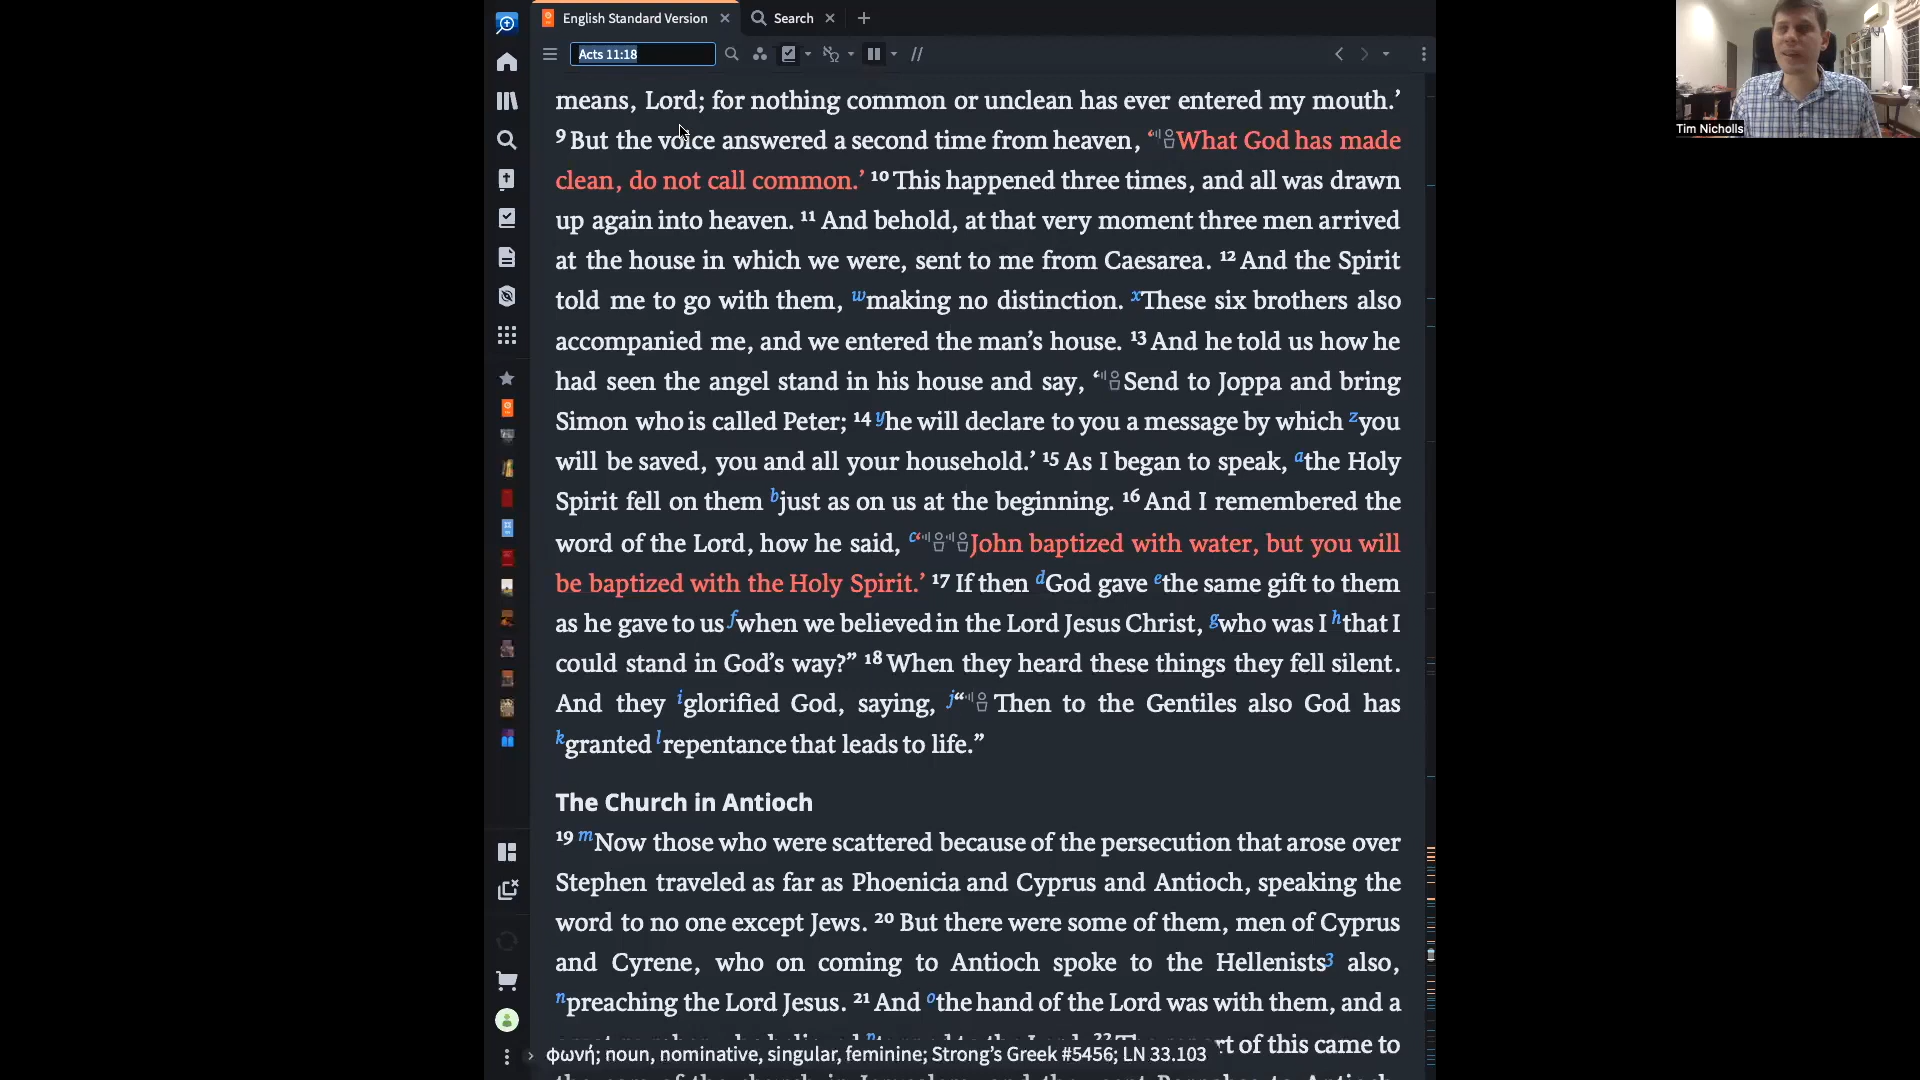 English Standard Version
Search
Acts 11:18
Tim Nicholls
means, Lord; for nothing common or unclean has ever entered my mouth.’
9 But the voice answered a second time from heaven, ‘What God has made
clean, do not call common.’ 10 This happened three times, and all was drawn
up again into heaven. 11 And behold, at that very moment three men arrived
at the house in which we were, sent to me from Caesarea. 12 And the Spirit
told me to go with them, w making no distinction. x These six brothers also
accompanied me, and we entered the man’s house. 13 And he told us how he
had seen the angel stand in his house and say, ‘Send to Joppa and bring
Simon who is called Peter; 14 y he will declare to you a message by which z you
will be saved, you and all your household.’ 15 As I began to speak, a the Holy
Spirit fell on them b just as on us at the beginning. 16 And I remembered the
word of the Lord, how he said, c ‘John baptized with water, but you will
be baptized with the Holy Spirit.’ 17 If then d God gave e the same gift to them
as he gave to us f when we believed in the Lord Jesus Christ, g who was I h that I
could stand in God’s way?” 18 When they heard these things they fell silent.
And they i glorified God, saying, j “Then to the Gentiles also God has
k granted l repentance that leads to life.”
The Church in Antioch
19 m Now those who were scattered because of the persecution that arose over
Stephen traveled as far as Phoenicia and Cyprus and Antioch, speaking the
word to no one except Jews. 20 But there were some of them, men of Cyprus
and Cyrene, who on coming to Antioch spoke to the Hellenists 3 also,
n preaching the Lord Jesus. 21 And o the hand of the Lord was with them, and a
rt of this came to
φωνή; noun, nominative, singular, feminine; Strong’s Greek #5456; LN 33.103